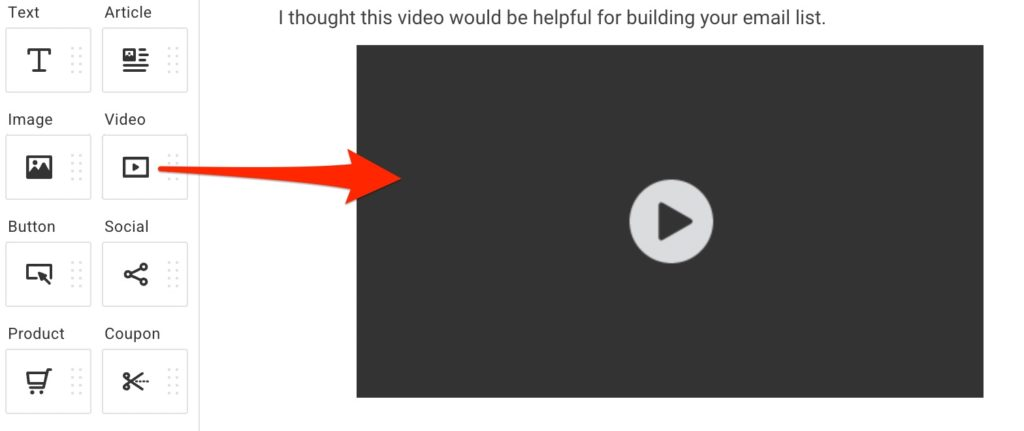 Text Article
I thought this video would be helpful for building your email list.
Image Video
Button Social
Product Coupon